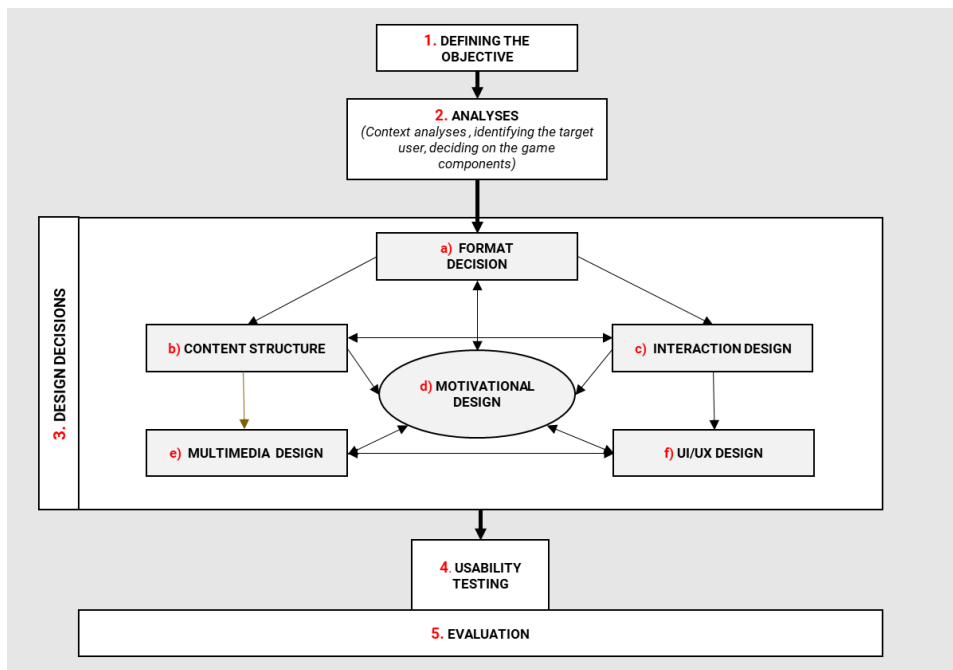 1. DEFINING THE
OBJECTIVE
2. ANALYSES
(Context analyses, identifying the target
user, deciding on the game
components)
3. DESIGN DECISIONS
a) FORMAT
DECISION
b) CONTENT STRUCTURE
c) INTERACTION DESIGN
d) MOTIVATIONAL
DESIGN
e) MULTIMEDIA DESIGN
f) UI/UX DESIGN
4. USABILITY
TESTING
5. EVALUATION